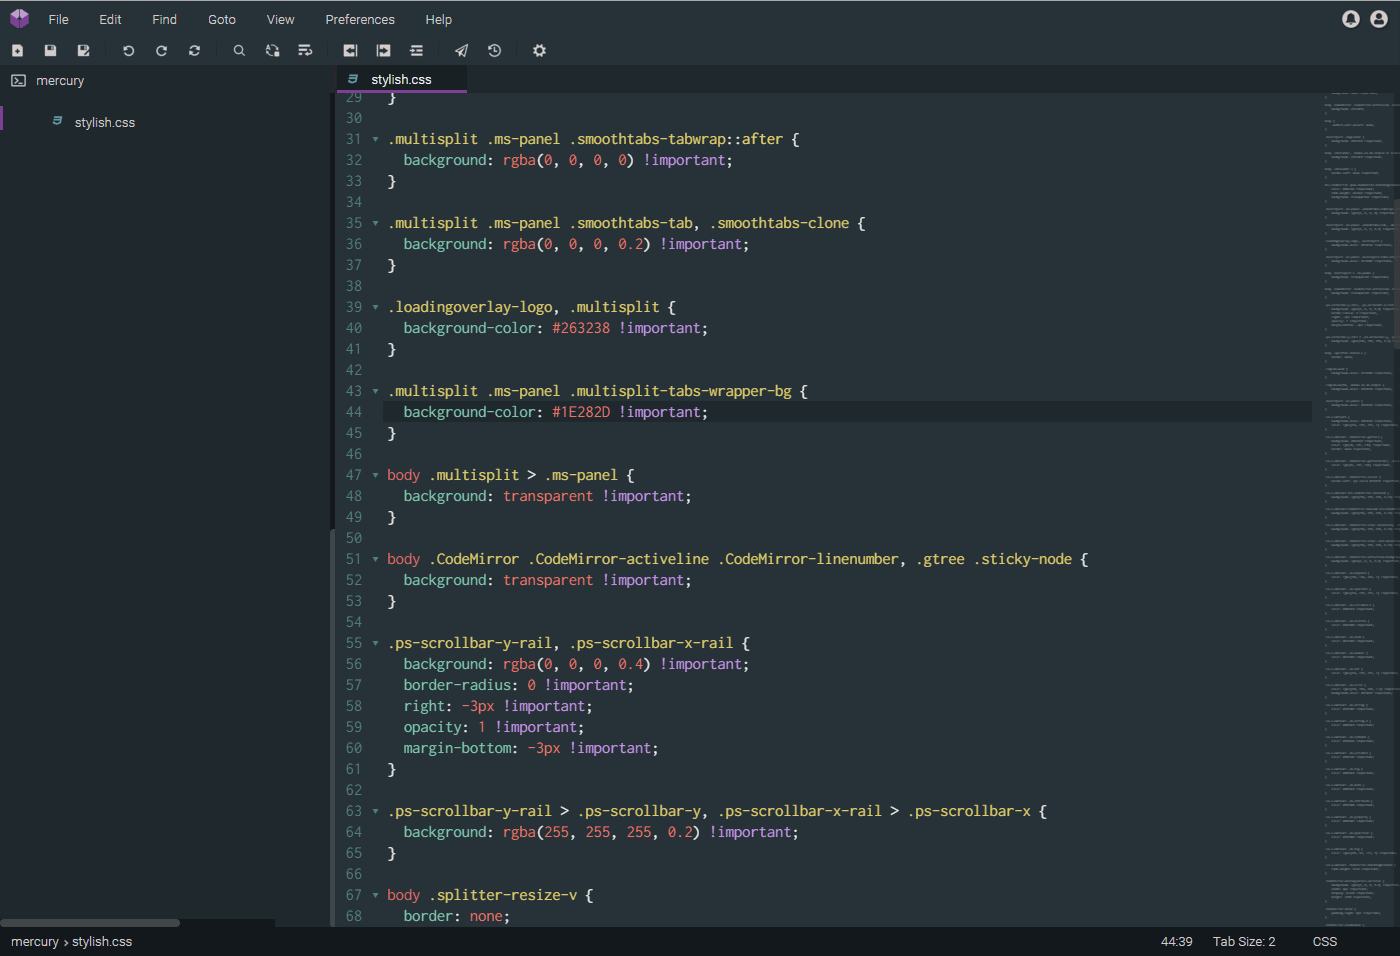 File Edit Find Goto View Preferences Help
mercury
stylish.css
stylish.css
29 }
30
31 .multisplit .ms-panel .smoothtabs-tabwrap::after {
32 background: rgba(0, 0, 0, 0) !important;
33 }
34
35 .multisplit .ms-panel .smoothtabs-tab, .smoothtabs-clone {
36 background: rgba(0, 0, 0, 0.2) !important;
37 }
38
39 .loadingoverlay-logo, .multisplit {
40 background-color: #263238 !important;
41 }
42
43 .multisplit .ms-panel .multisplit-tabs-wrapper-bg {
44 background-color: #1E282D !important;
45 }
46
47 body .multisplit > .ms-panel {
48 background: transparent !important;
49 }
50
51 body .CodeMirror .CodeMirror-activeline .CodeMirror-linenumber, .gtree .sticky-node {
52 background: transparent !important;
53 }
54
55 .ps-scrollbar-y-rail, .ps-scrollbar-x-rail {
56 background: rgba(0, 0, 0, 0.4) !important;
57 border-radius: 0 !important;
58 right: -3px !important;
59 opacity: 1 !important;
60 margin-bottom: -3px !important;
61 }
62
63 .ps-scrollbar-y-rail > .ps-scrollbar-y, .ps-scrollbar-x-rail > .ps-scrollbar-x {
64 background: rgba(255, 255, 255, 0.2) !important;
65 }
66
67 body .splitter-resize-v {
68 border: none;
mercury › stylish.css 44:39 Tab Size: 2 CSS